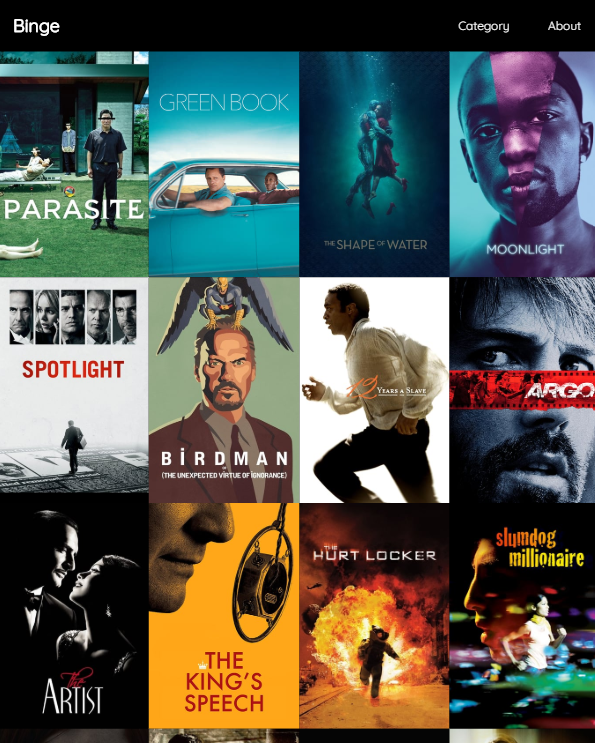 Binge
Category
About
PARASITE
GREEN BOOK
THE SHAPE OF WATER
MOONLIGHT
SPOTLIGHT
BiRDMAN
(THE UNEXPECTED VIRTUE OF IGNORANCE)
12 YEARS A SLAVE
ARGO
The
ARTIST
THE
KING'S
SPEECH
THE
HURT LOCKER
slumdog
millionaire